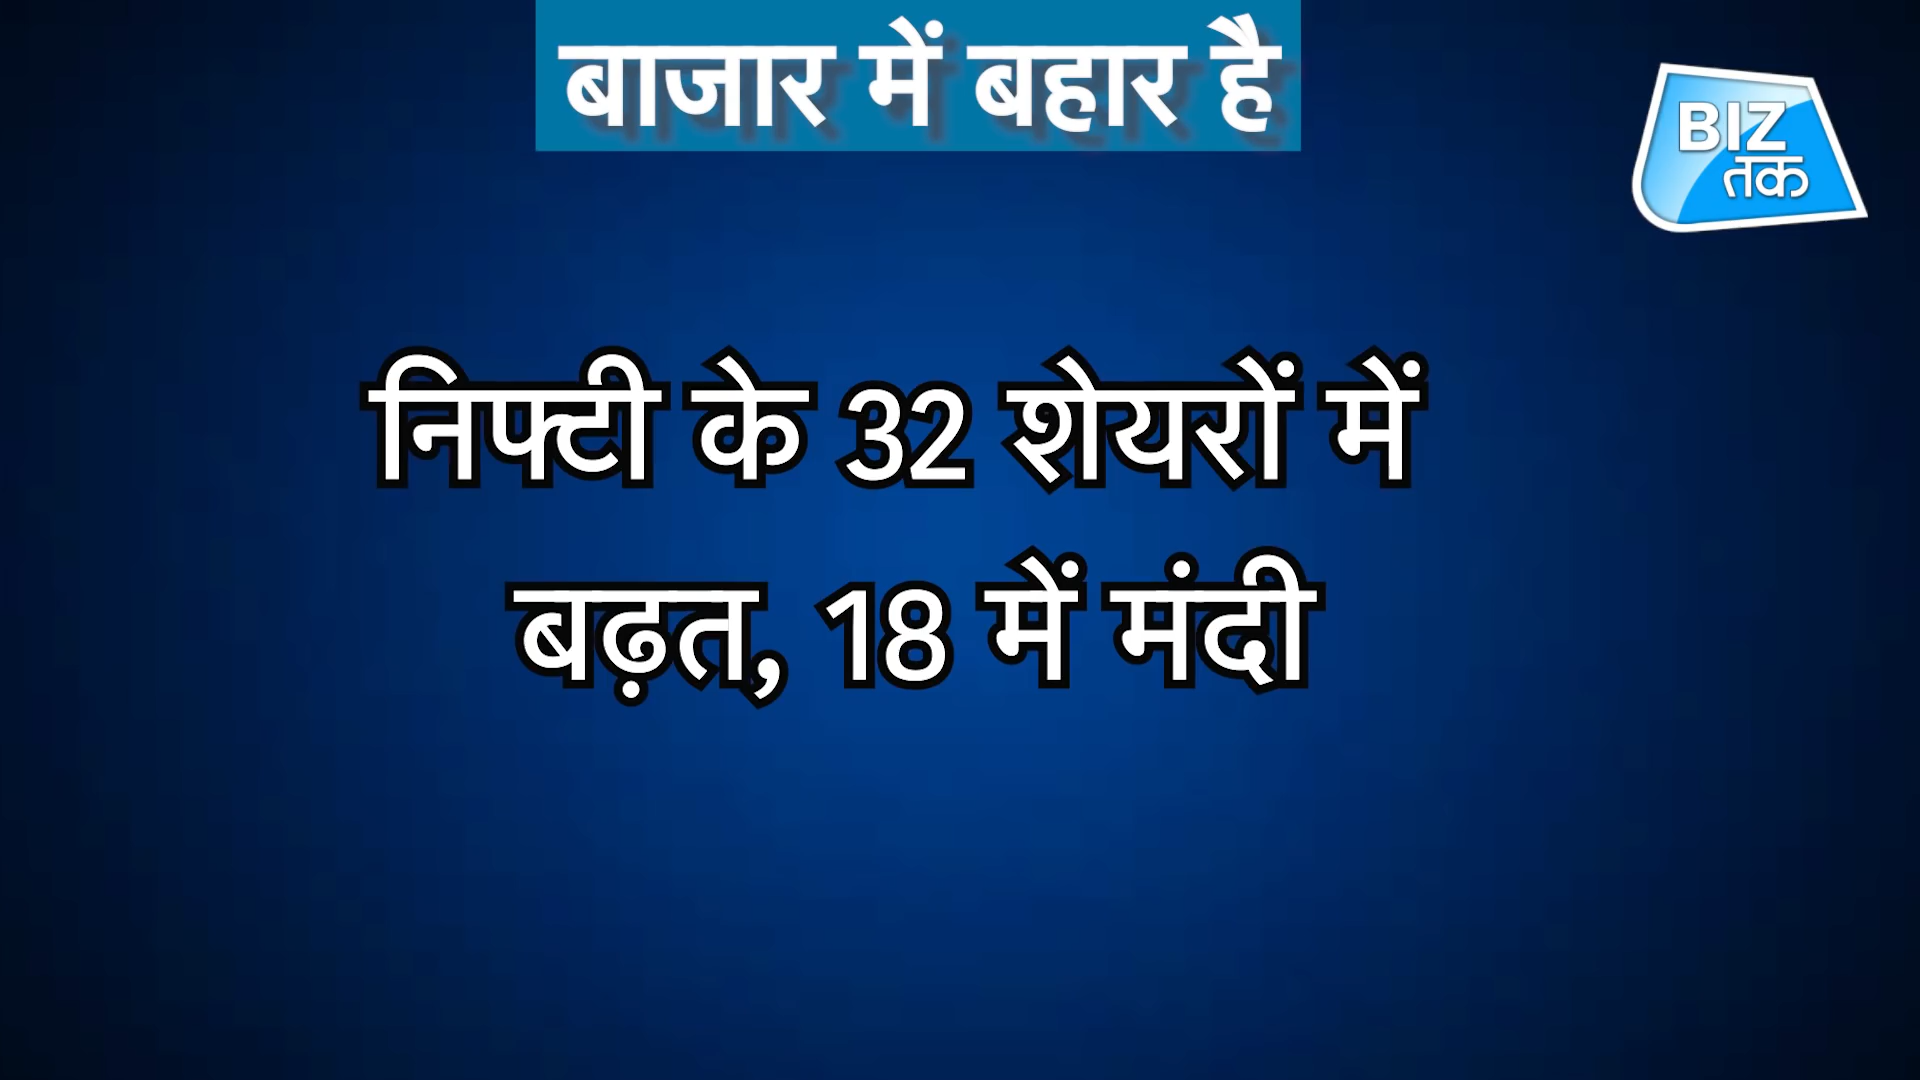 बाजार में बहार है
BIZ
तक
निफ्टी के 32 शेयरों में
बढ़त, 18 में मंदी